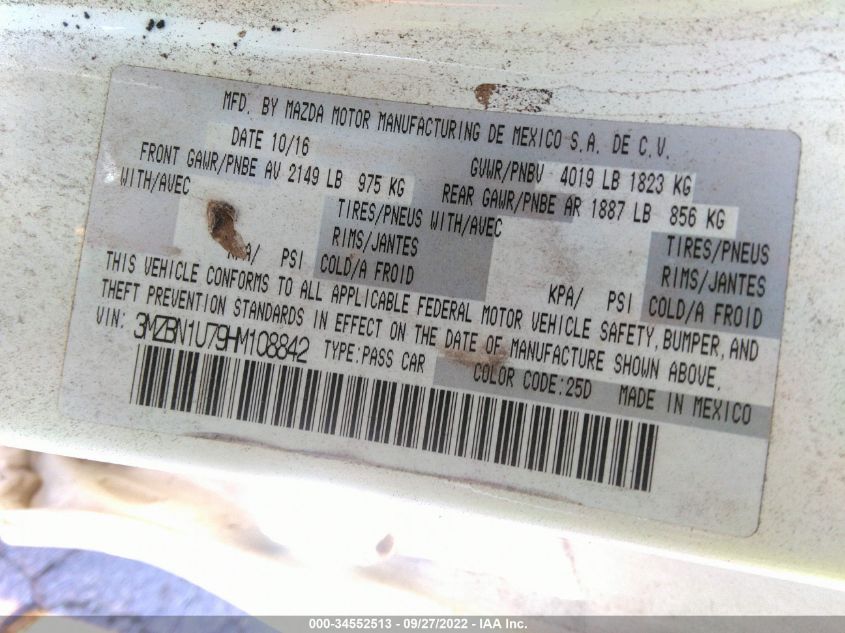 MFD. BY MAZDA MOTOR MANUFACTURING DE MEXICO S.A. DE C.V.
DATE 10/16 GVWR/PNBV 4019 LB 1823 KG
FRONT GAWR/PNBE AV 2149 LB 975 KG REAR GAWR/PNBE AR 1887 LB 856 KG
WITH/AVEC TIRES/PNEUS WITH/AVEC TIRES/PNEUS
RIMS/JANTES RIMS/JANTES
KPA/ PSI COLD/A FROID KPA/ PSI COLD/A FROID
THIS VEHICLE CONFORMS TO ALL APPLICABLE FEDERAL MOTOR VEHICLE SAFETY, BUMPER, AND
THEFT PREVENTION STANDARDS IN EFFECT ON THE DATE OF MANUFACTURE SHOWN ABOVE.
VIN: 3MZBN1U79HM108842 TYPE:PASS CAR COLOR CODE:25D MADE IN MEXICO
000-34552513 - 09/27/2022 - IAA Inc.